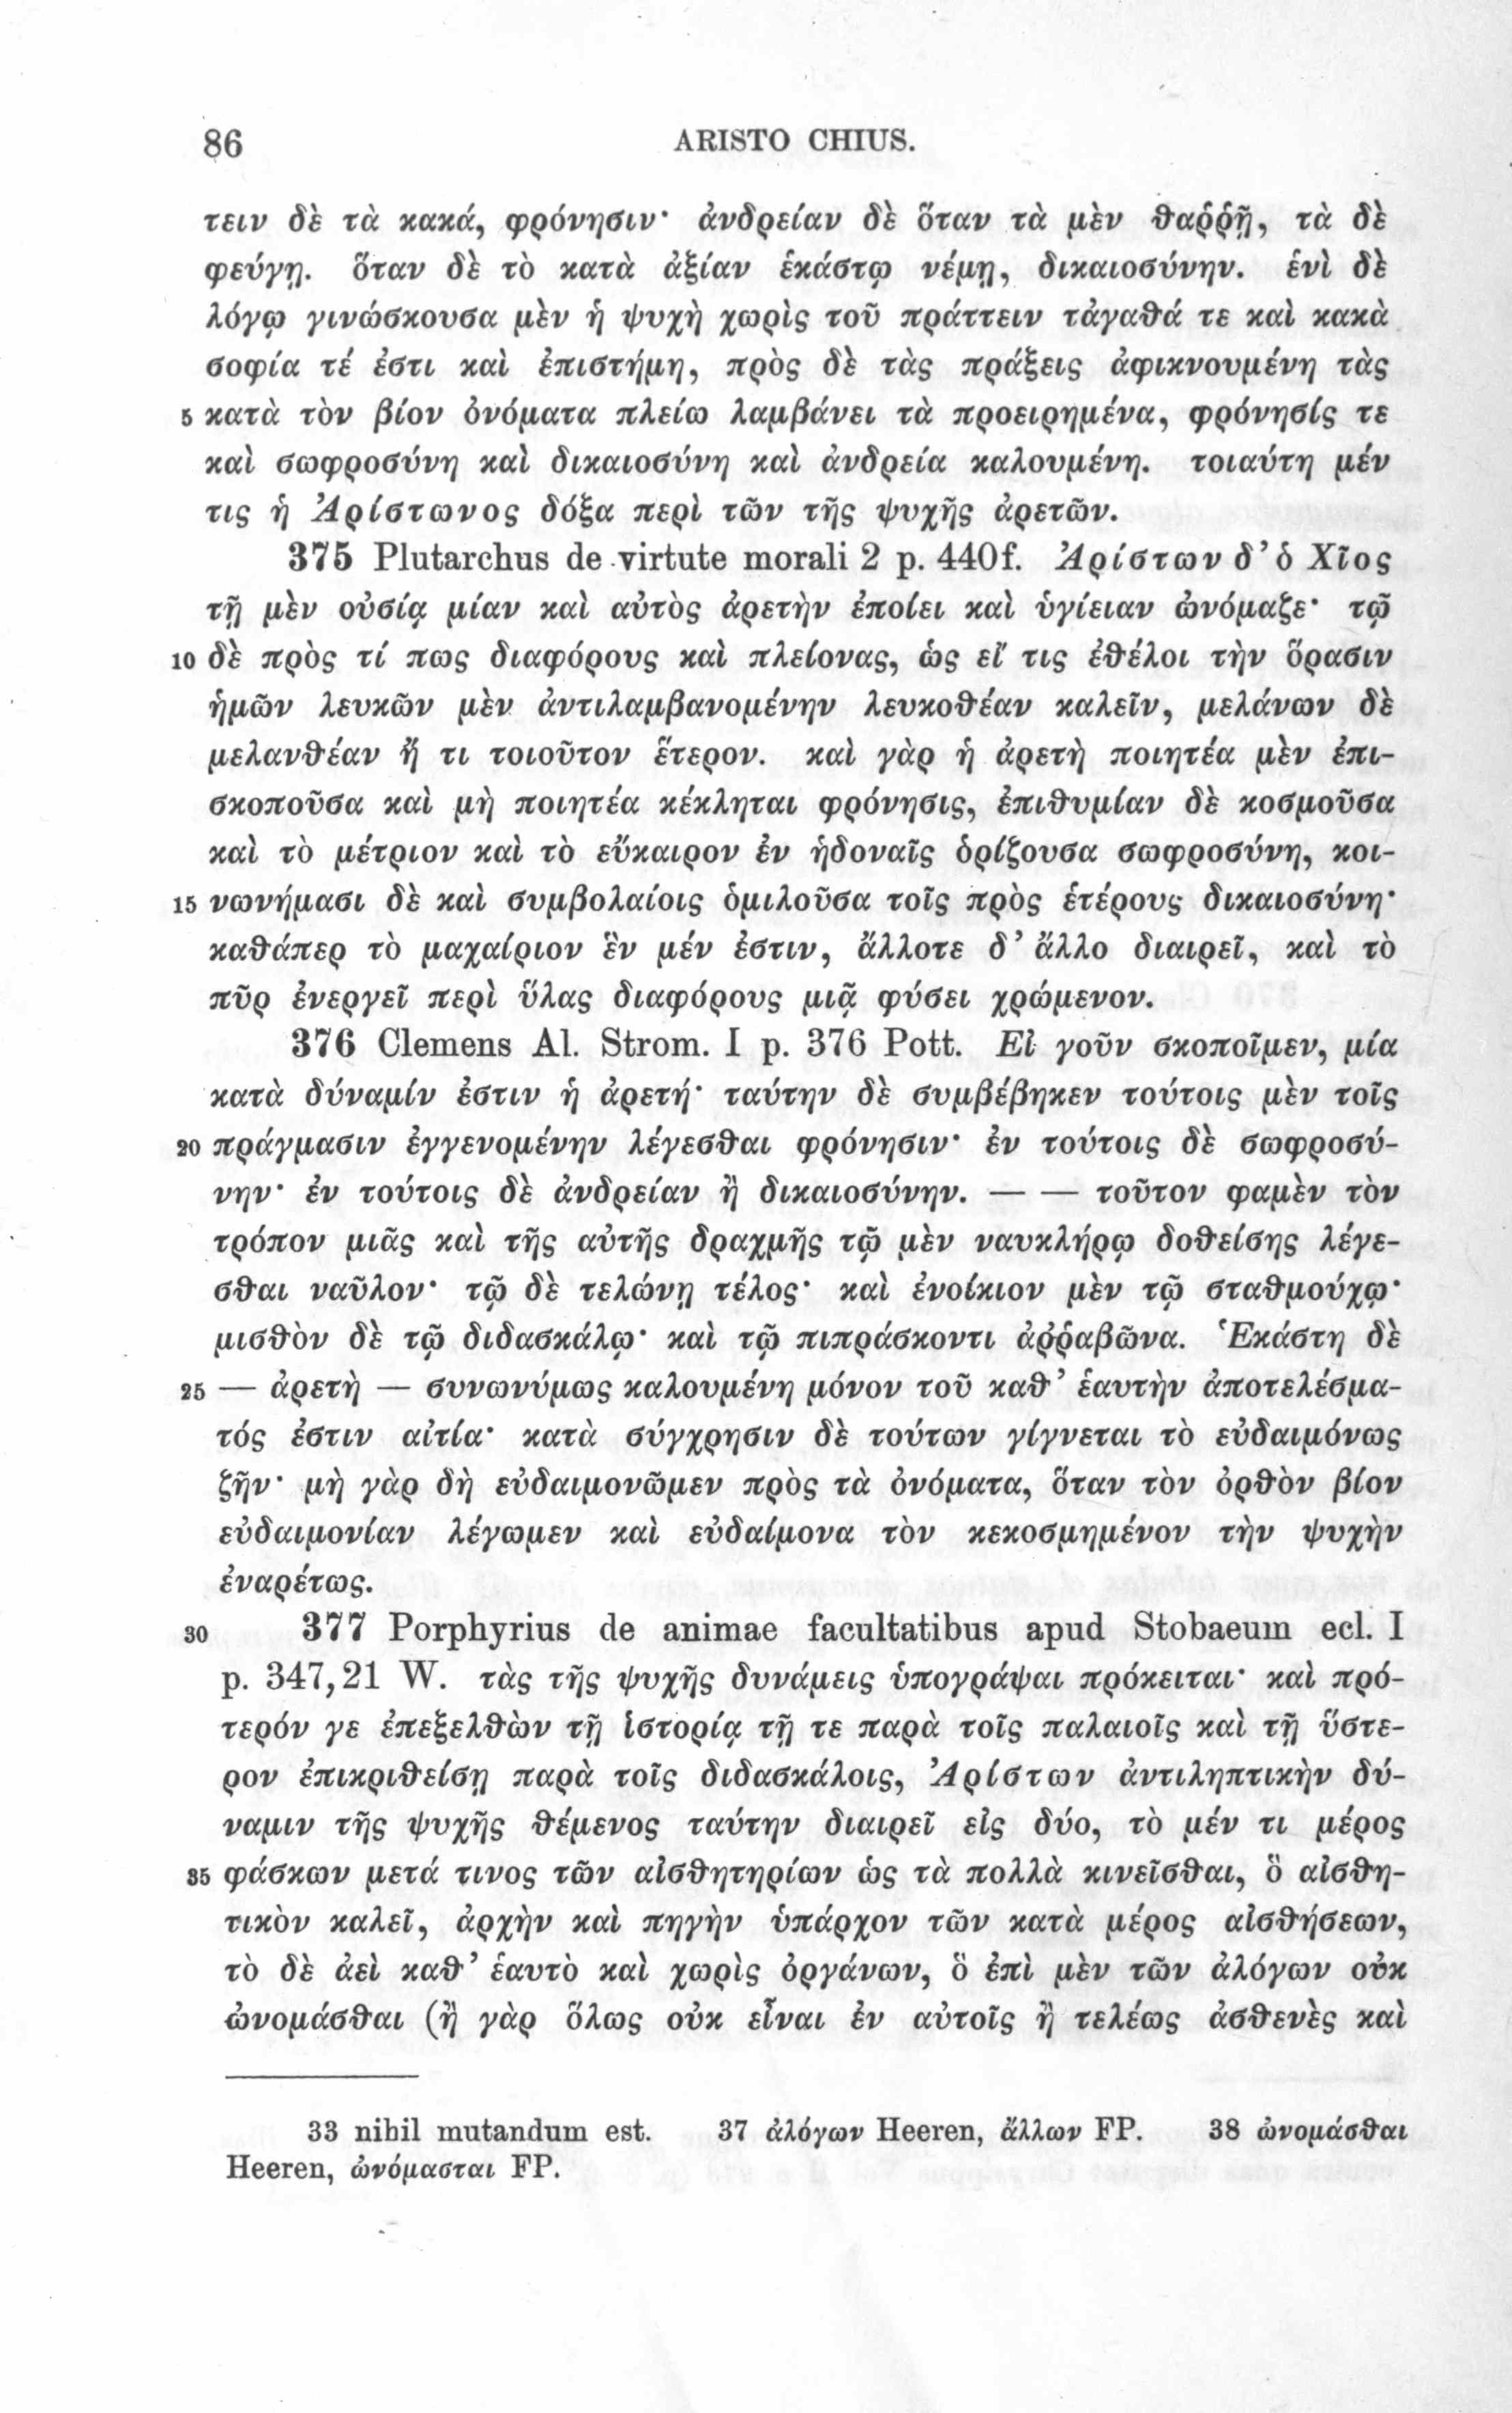 86 ARISTO CHIUS.
τειν δὲ τὰ κακά, φρόνησιν· ἀνδρείαν δὲ ὅταν τὰ μὲν θαῤῥῇ, τὰ δὲ
φεύγῃ. ὅταν δὲ τὸ κατὰ ἀξίαν ἑκάστῳ νέμῃ, δικαιοσύνην. ἑνὶ δὲ
λόγῳ γινώσκουσα μὲν ἡ ψυχὴ χωρὶς τοῦ πράττειν τἀγαθά τε καὶ κακὰ
σοφία τέ ἐστι καὶ ἐπιστήμη, πρὸς δὲ τὰς πράξεις ἀφικνουμένη τὰς
5 κατὰ τὸν βίον ὀνόματα πλείω λαμβάνει τὰ προειρημένα, φρόνησίς τε
καὶ σωφροσύνη καὶ δικαιοσύνη καὶ ἀνδρεία καλουμένη. τοιαύτη μέν
τις ἡ Ἀρίστωνος δόξα περὶ τῶν τῆς ψυχῆς ἀρετῶν.
375 Plutarchus de virtute morali 2 p. 440f. Ἀρίστων δ’ ὁ Χῖος
τῇ μὲν οὐσίᾳ μίαν καὶ αὐτὸς ἀρετὴν ἐποίει καὶ ὑγίειαν ὠνόμαζε· τῷ
10 δὲ πρὸς τί πως διαφόρους καὶ πλείονας, ὡς εἴ τις ἐθέλοι τὴν ὅρασιν
ἡμῶν λευκῶν μὲν ἀντιλαμβανομένην λευκοθέαν καλεῖν, μελάνων δὲ
μελανθέαν ἤ τι τοιοῦτον ἕτερον. καὶ γὰρ ἡ ἀρετὴ ποιητέα μὲν ἐπι-
σκοποῦσα καὶ μὴ ποιητέα κέκληται φρόνησις, ἐπιθυμίαν δὲ κοσμοῦσα
καὶ τὸ μέτριον καὶ τὸ εὔκαιρον ἐν ἡδοναῖς ὁρίζουσα σωφροσύνη, κοι-
15 νωνήμασι δὲ καὶ συμβολαίοις ὁμιλοῦσα τοῖς πρὸς ἑτέρους δικαιοσύνη·
καθάπερ τὸ μαχαίριον ἓν μέν ἐστιν, ἄλλοτε δ’ ἄλλο διαιρεῖ, καὶ τὸ
πῦρ ἐνεργεῖ περὶ ὕλας διαφόρους μιᾷ φύσει χρώμενον.
376 Clemens Al. Strom. I p. 376 Pott. Εἰ γοῦν σκοποῖμεν, μία
κατὰ δύναμίν ἐστιν ἡ ἀρετή· ταύτην δὲ συμβέβηκεν τούτοις μὲν τοῖς
20 πράγμασιν ἐγγενομένην λέγεσθαι φρόνησιν· ἐν τούτοις δὲ σωφροσύ-
νην· ἐν τούτοις δὲ ἀνδρείαν ἢ δικαιοσύνην. — — τοῦτον φαμὲν τὸν
τρόπον μιᾶς καὶ τῆς αὐτῆς δραχμῆς τῷ μὲν ναυκλήρῳ δοθείσης λέγε-
σθαι ναῦλον· τῷ δὲ τελώνῃ τέλος· καὶ ἐνοίκιον μὲν τῷ σταθμούχῳ·
μισθὸν δὲ τῷ διδασκάλῳ· καὶ τῷ πιπράσκοντι ἀῤῥαβῶνα. Ἑκάστη δὲ
25 — ἀρετὴ — συνωνύμως καλουμένη μόνον τοῦ καθ’ ἑαυτὴν ἀποτελέσμα-
τός ἐστιν αἰτία· κατὰ σύγχρησιν δὲ τούτων γίγνεται τὸ εὐδαιμόνως
ζῆν· μὴ γὰρ δὴ εὐδαιμονῶμεν πρὸς τὰ ὀνόματα, ὅταν τὸν ὀρθὸν βίον
εὐδαιμονίαν λέγωμεν καὶ εὐδαίμονα τὸν κεκοσμημένον τὴν ψυχὴν
ἐναρέτως.
30 377 Porphyrius de animae facultatibus apud Stobaeum ecl. I
p. 347,21 W. τὰς τῆς ψυχῆς δυνάμεις ὑπογράψαι πρόκειται· καὶ πρό-
τερόν γε ἐπεξελθὼν τῇ ἱστορίᾳ τῇ τε παρὰ τοῖς παλαιοῖς καὶ τῇ ὕστε-
ρον ἐπικριθείσῃ παρὰ τοῖς διδασκάλοις, Ἀρίστων ἀντιληπτικὴν δύ-
ναμιν τῆς ψυχῆς θέμενος ταύτην διαιρεῖ εἰς δύο, τὸ μέν τι μέρος
35 φάσκων μετά τινος τῶν αἰσθητηρίων ὡς τὰ πολλὰ κινεῖσθαι, ὃ αἰσθη-
τικὸν καλεῖ, ἀρχὴν καὶ πηγὴν ὑπάρχον τῶν κατὰ μέρος αἰσθήσεων,
τὸ δὲ ἀεὶ καθ’ ἑαυτὸ καὶ χωρὶς ὀργάνων, ὃ ἐπὶ μὲν τῶν ἀλόγων οὐκ
ὠνομάσθαι (ἢ γὰρ ὅλως οὐκ εἶναι ἐν αὐτοῖς ἢ τελέως ἀσθενὲς καὶ
33 nihil mutandum est. 37 ἀλόγων Heeren, ἄλλων FP. 38 ὠνομάσθαι
Heeren, ὠνόμασται FP.